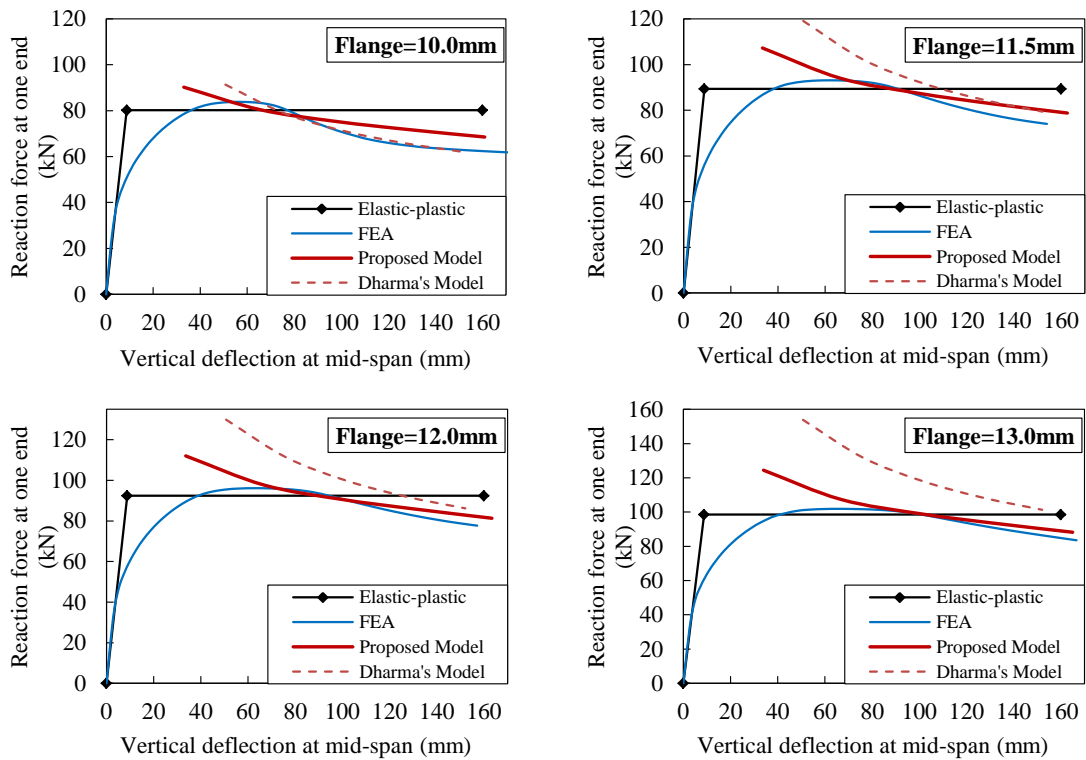 Flange=10.0mm
Reaction force at one end
(kN)
120
100
80
60
40
20
0
Elastic-plastic
FEA
Proposed Model
Dharma's Model
0 20 40 60 80 100 120 140 160
Vertical deflection at mid-span (mm)
Flange=11.5mm
Reaction force at one end
(kN)
120
100
80
60
40
20
0
Elastic-plastic
FEA
Proposed Model
Dharma's Model
0 20 40 60 80 100 120 140 160
Vertical deflection at mid-span (mm)
Flange=12.0mm
Reaction force at one end
(kN)
120
100
80
60
40
20
0
Elastic-plastic
FEA
Proposed Model
Dharma's Model
0 20 40 60 80 100 120 140 160
Vertical deflection at mid-span (mm)
Flange=13.0mm
Reaction force at one end
(kN)
160
140
120
100
80
60
40
20
0
Elastic-plastic
FEA
Proposed Model
Dharma's Model
0 20 40 60 80 100 120 140 160
Vertical deflection at mid-span (mm)